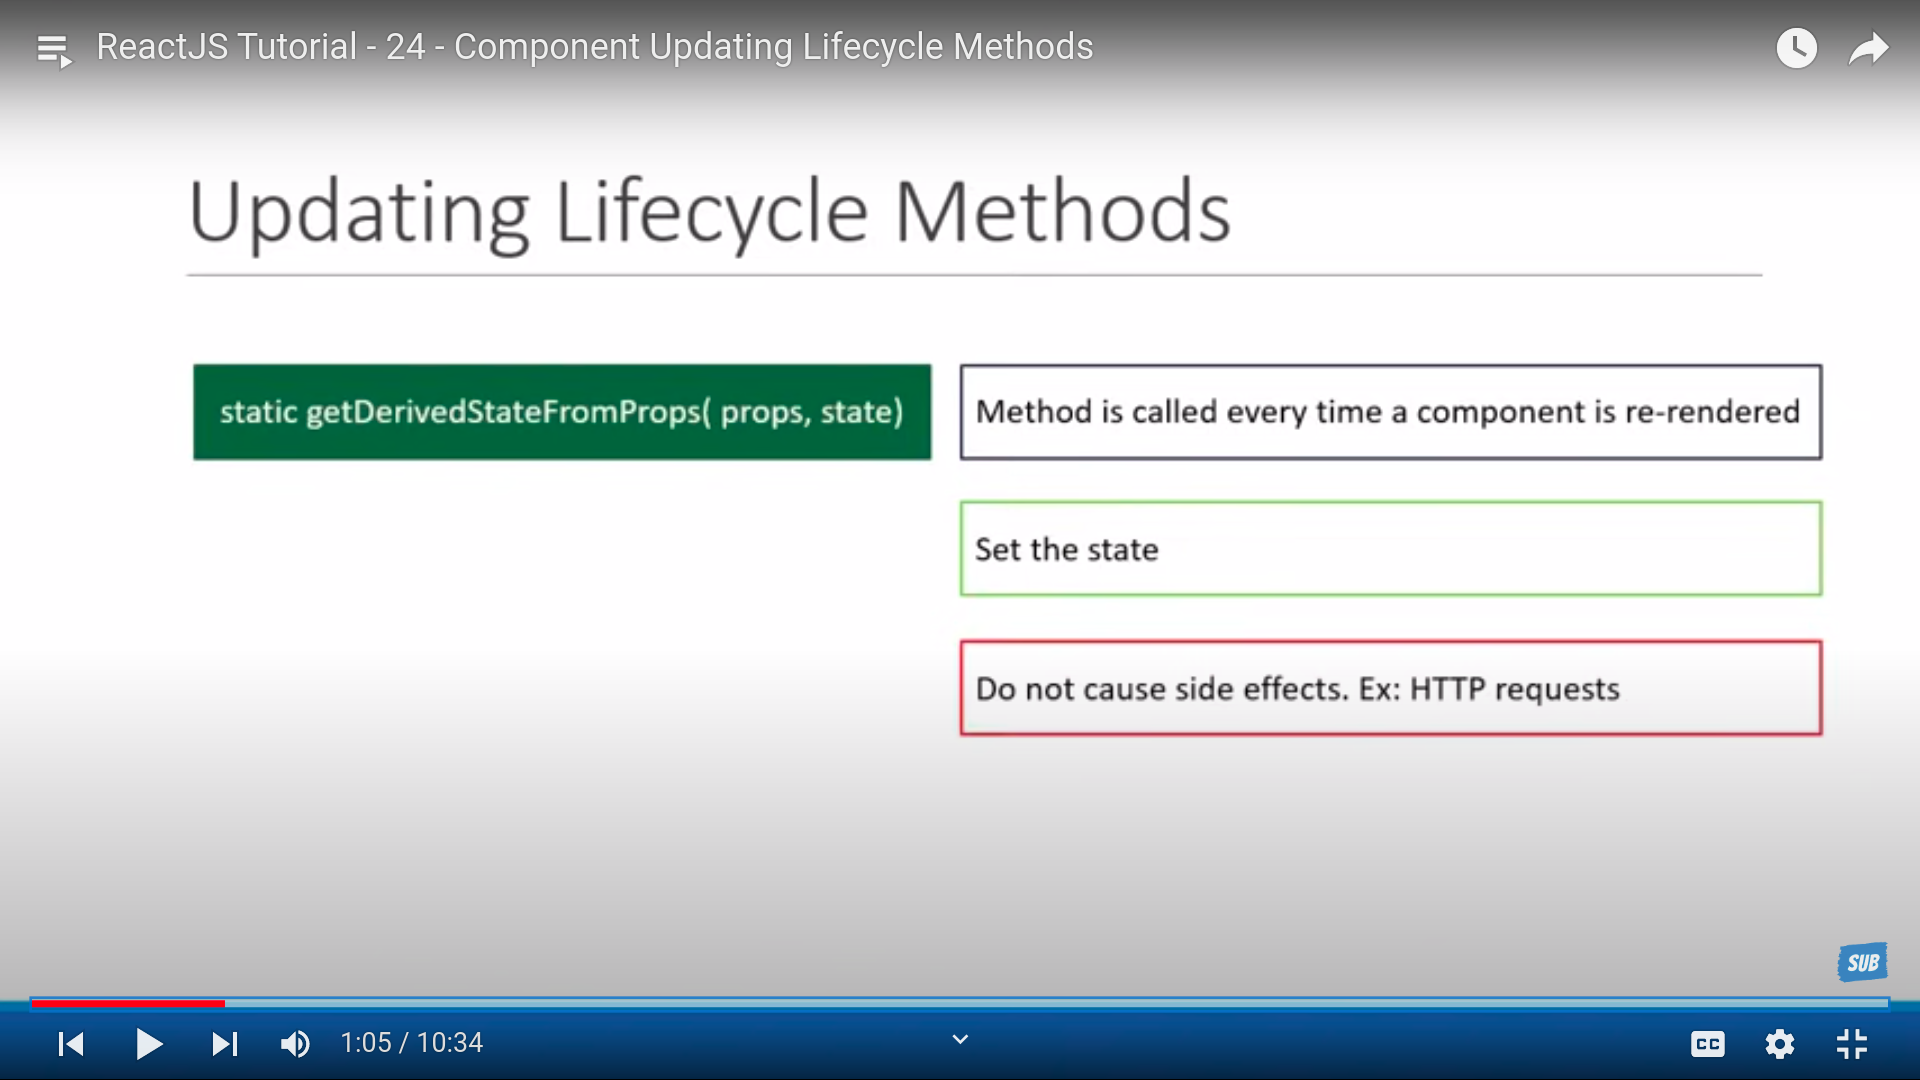 ReactJS Tutorial - 24 - Component Updating Lifecycle Methods
Updating Lifecycle Methods
static getDerivedStateFromProps( props, state)
Method is called every time a component is re-rendered
Set the state
Do not cause side effects. Ex: HTTP requests
SUB
1:05 / 10:34
CC